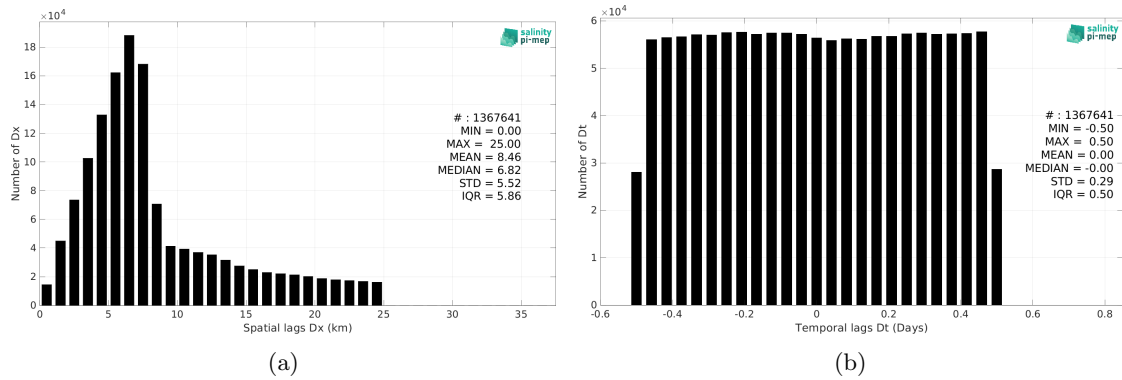 ×10⁴
18
16
14
12
10
8
6
4
2
0
Number of Dx
0 5 10 15 20 25 30 35
Spatial lags Dx (km)
salinity
pi-mep
# : 1367641
MIN = 0.00
MAX = 25.00
MEAN = 8.46
MEDIAN = 6.82
STD = 5.52
IQR = 5.86
(a)
×10⁴
6
5
4
3
2
1
0
Number of Dt
-0.6 -0.4 -0.2 0 0.2 0.4 0.6 0.8
Temporal lags Dt (Days)
salinity
pi-mep
# : 1367641
MIN = -0.50
MAX = 0.50
MEAN = 0.00
MEDIAN = -0.00
STD = 0.29
IQR = 0.50
(b)